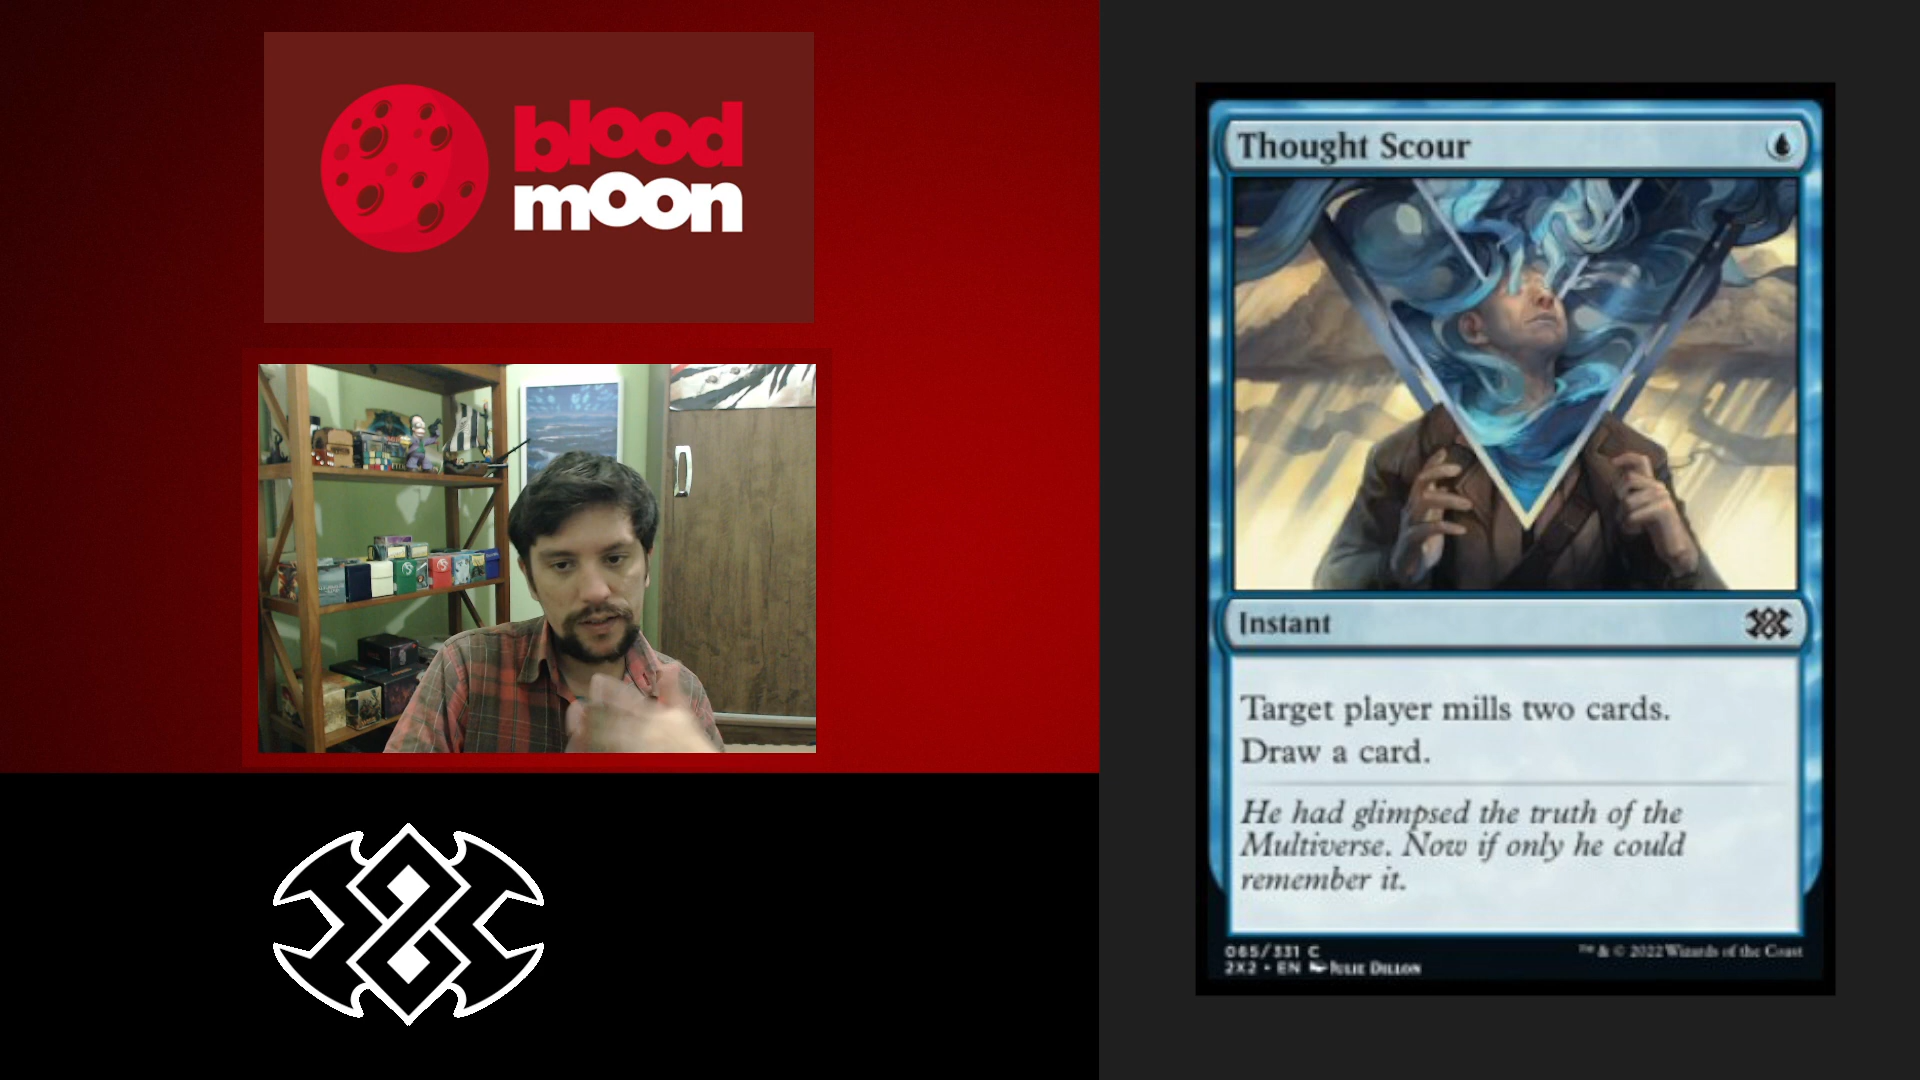 blood
moon
Thought Scour
Instant
Target player mills two cards.
Draw a card.
He had glimpsed the truth of the
Multiverse. Now if only he could
remember it.
085/331 C
2X2 • EN JULIE DILLON
™ & © 2022 Wizards of the Coast